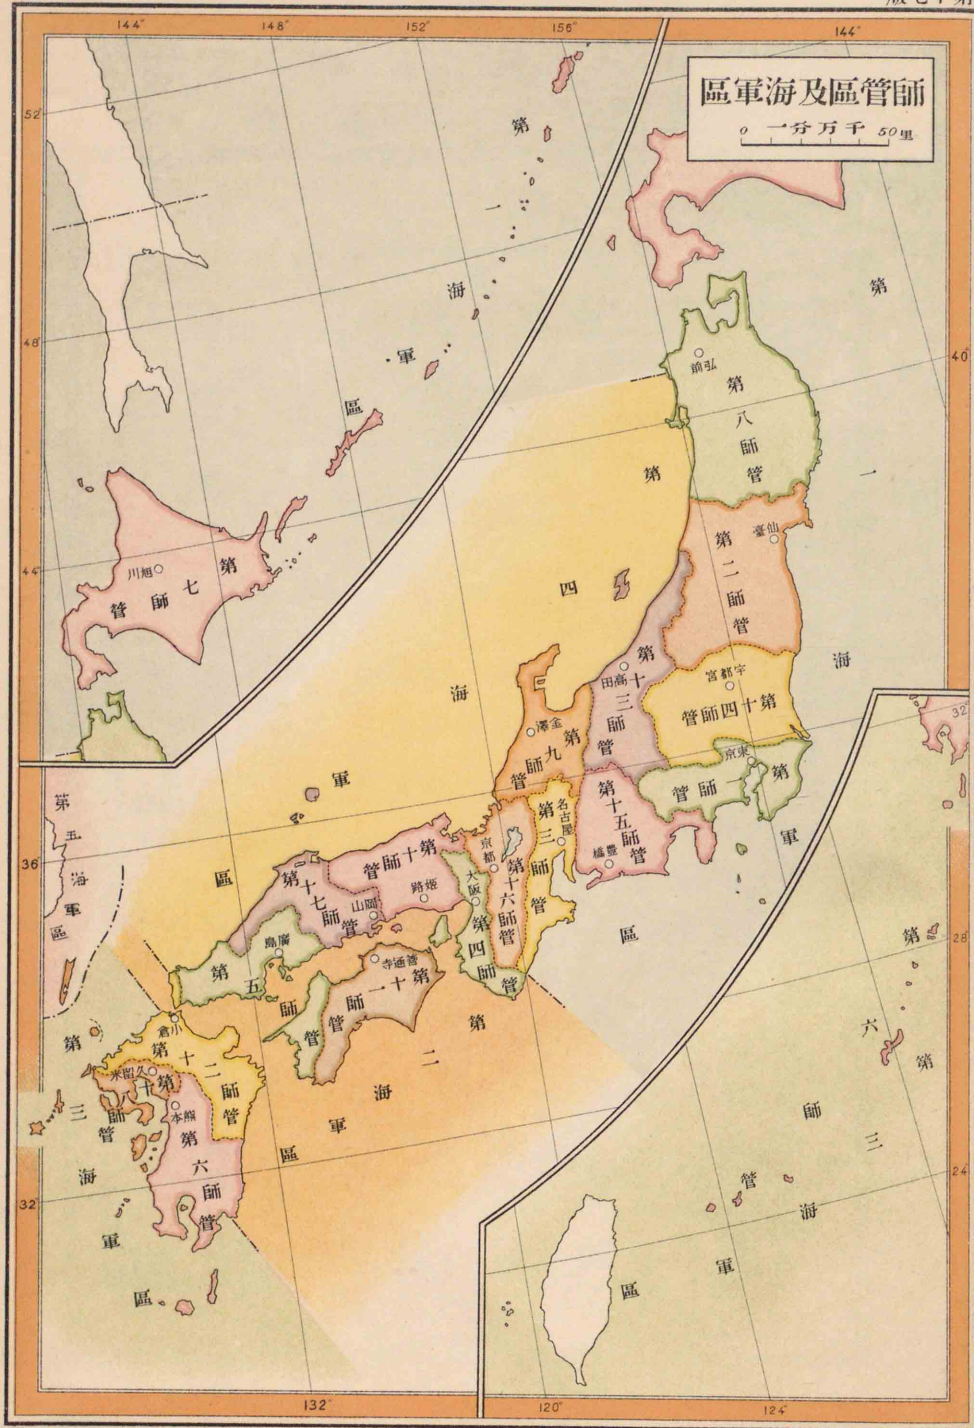 師管區及海軍區
0 一分万千 50里
144°
148°
152°
156°
144°
52°
48°
44°
40°
36°
32°
32°
28°
24°
132°
120°
124°
第一海軍區
第七師管
旭川
第一海軍區
第八師管
弘前
第二師管
仙臺
第四海軍區
第十三師管
高田
第十四師管
宇都宮
第一師管
東京
第九師管
金澤
第三師管
名古屋
第十五師管
豐橋
第十六師管
京都
第四師管
大阪
第十師管
姬路
第十七師管
岡山
第五師管
廣島
第十一師管
善通寺
第十二師管
小倉
第十八師管
久留米
第六師管
熊本
第二海軍區
第三海軍區
第五海軍區
第六師管
第三海軍區